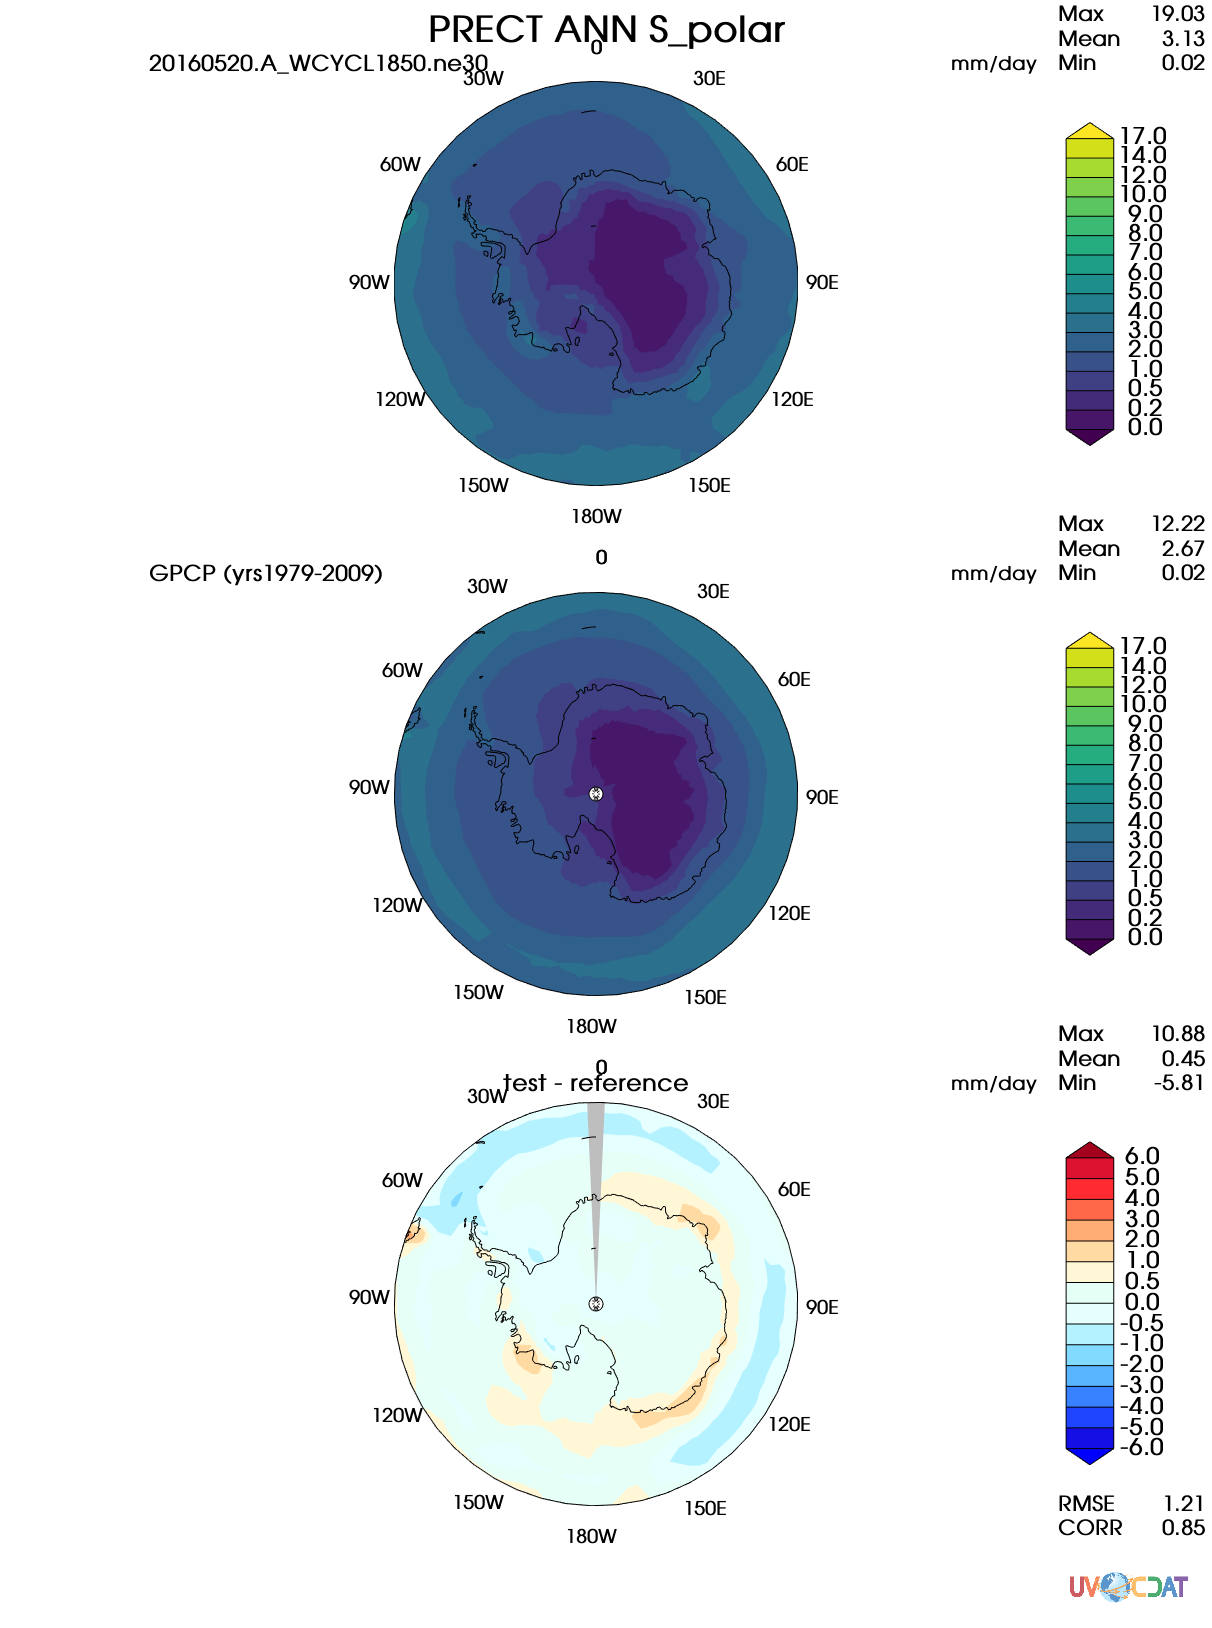 PRECT ANN S_polar
20160520.A_WCYCL1850.ne30
mm/day
Max 19.03
Mean 3.13
Min 0.02
0
30W
30E
60W
60E
90W
90E
120W
120E
150W
150E
180W
17.0
14.0
12.0
10.0
9.0
8.0
7.0
6.0
5.0
4.0
3.0
2.0
1.0
0.5
0.2
0.0
GPCP (yrs1979-2009)
mm/day
Max 12.22
Mean 2.67
Min 0.02
0
30W
30E
60W
60E
90W
90E
120W
120E
150W
150E
180W
17.0
14.0
12.0
10.0
9.0
8.0
7.0
6.0
5.0
4.0
3.0
2.0
1.0
0.5
0.2
0.0
test - reference
mm/day
Max 10.88
Mean 0.45
Min -5.81
0
30W
30E
60W
60E
90W
90E
120W
120E
150W
150E
180W
6.0
5.0
4.0
3.0
2.0
1.0
0.5
0.0
-0.5
-1.0
-2.0
-3.0
-4.0
-5.0
-6.0
RMSE 1.21
CORR 0.85
UV CDAT